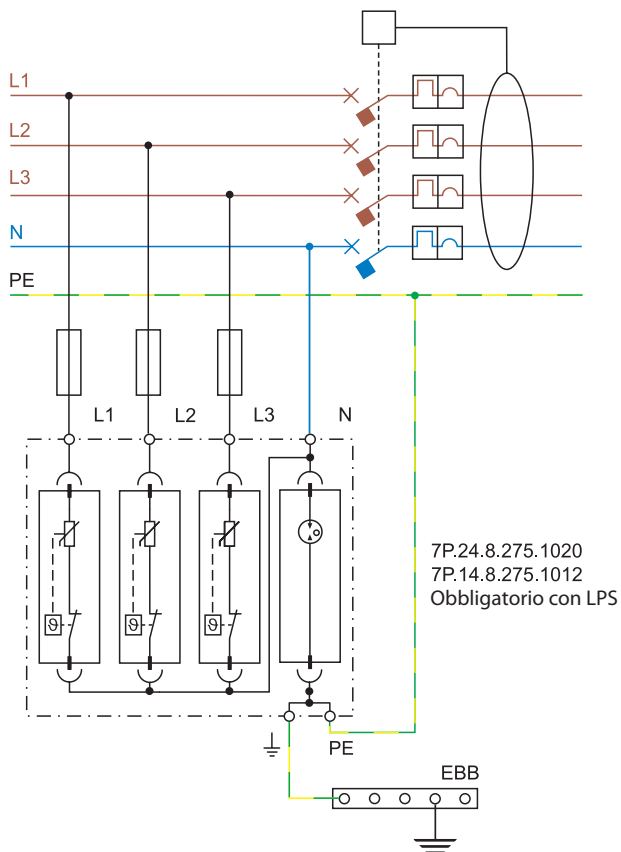 L1
L2
L3
N
PE
L1 L2 L3 N
7P.24.8.275.1020
7P.14.8.275.1012
Obbligatorio con LPS
ϑ ϑ ϑ
PE
EBB